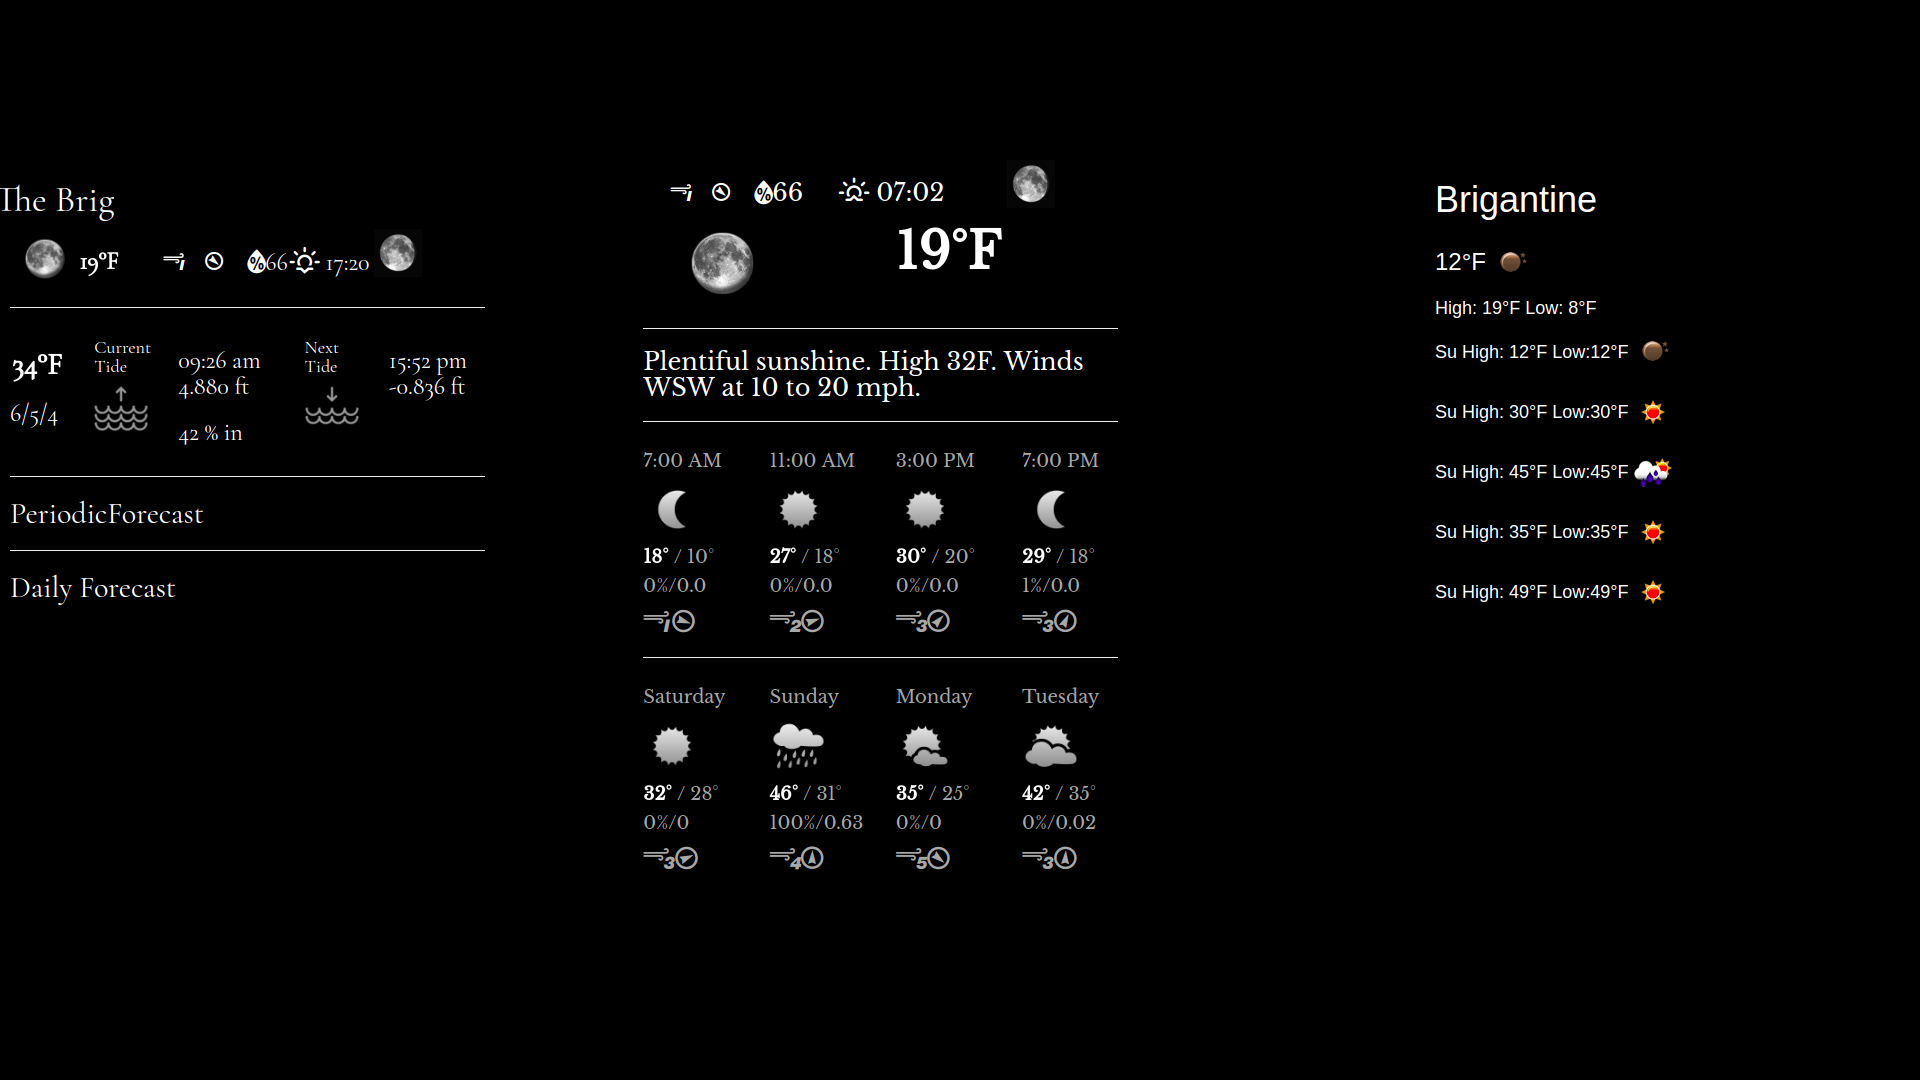 The Brig
19°F 1 %66 17:20
34°F
6/5/4
Current
Tide
09:26 am
4.880 ft
42 % in
Next
Tide
15:52 pm
-0.836 ft
PeriodicForecast
Daily Forecast
1 %66 07:02
19°F
Plentiful sunshine. High 32F. Winds
WSW at 10 to 20 mph.
7:00 AM 11:00 AM 3:00 PM 7:00 PM
18° / 10° 27° / 18° 30° / 20° 29° / 18°
0%/0.0 0%/0.0 0%/0.0 1%/0.0
1 2 3 3
Saturday Sunday Monday Tuesday
32° / 28° 46° / 31° 35° / 25° 42° / 35°
0%/0 100%/0.63 0%/0 0%/0.02
3 4 5 3
Brigantine
12°F
High: 19°F Low: 8°F
Su High: 12°F Low:12°F
Su High: 30°F Low:30°F
Su High: 45°F Low:45°F
Su High: 35°F Low:35°F
Su High: 49°F Low:49°F